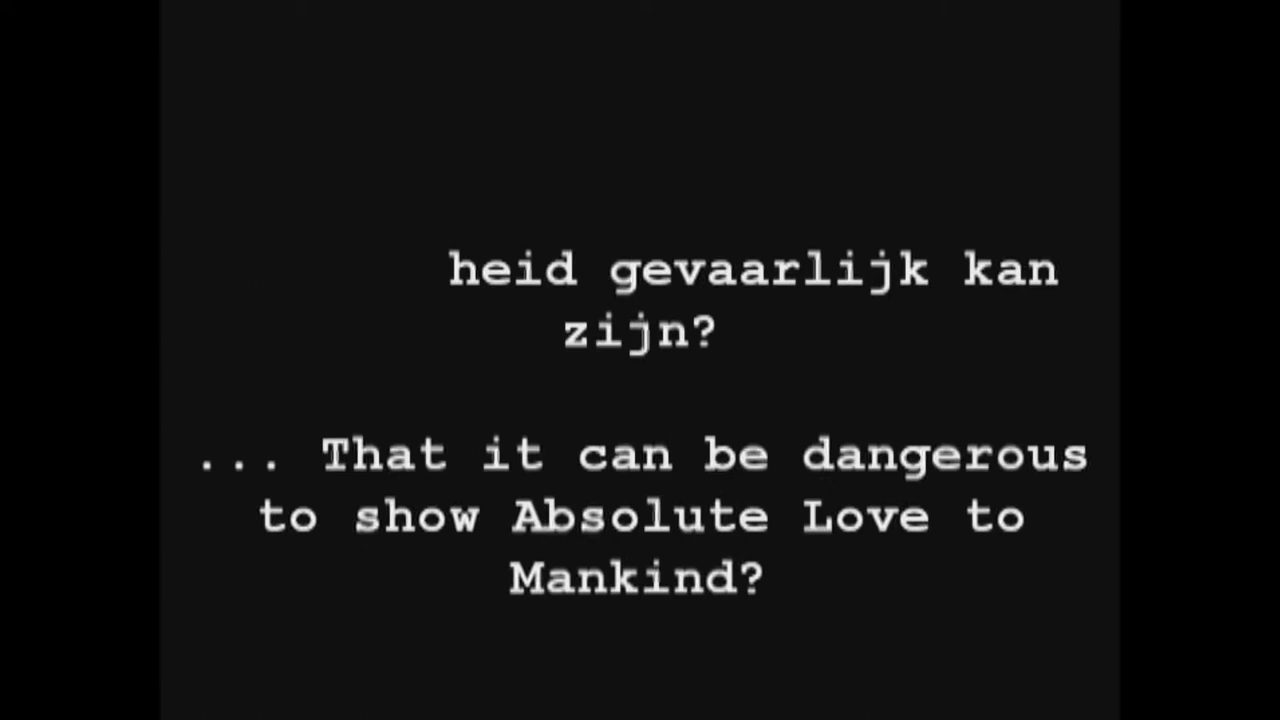 heid gevaarlijk kan
zijn?
... That it can be dangerous
to show Absolute Love to
Mankind?